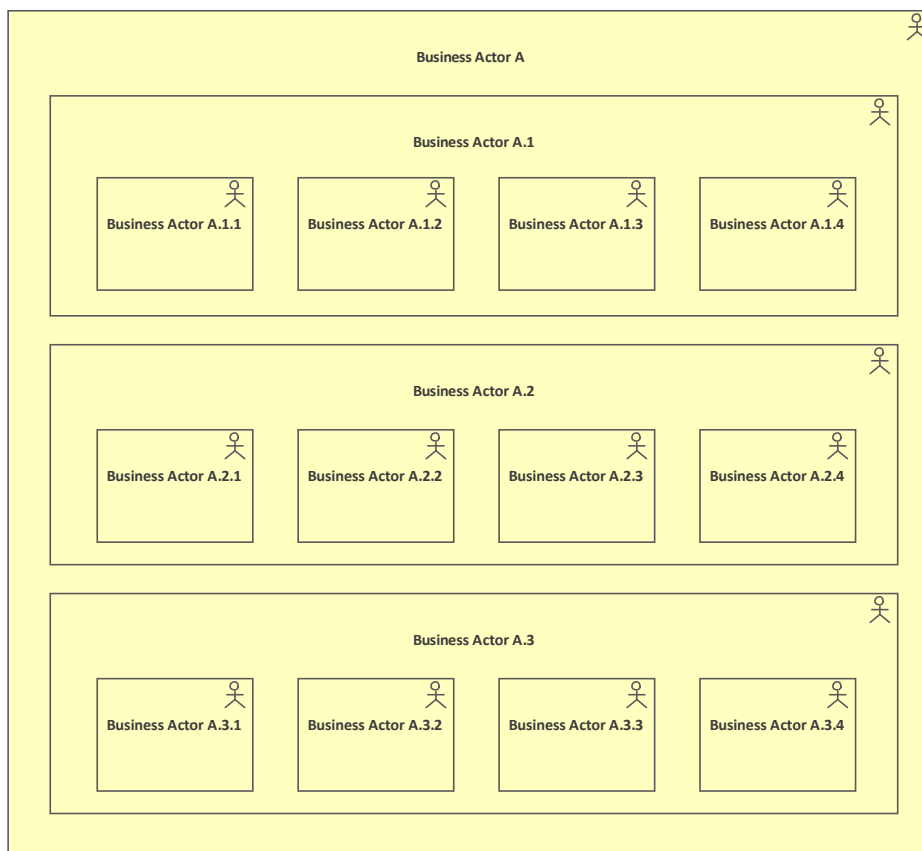 Business Actor A
Business Actor A.1
Business Actor A.1.1
Business Actor A.1.2
Business Actor A.1.3
Business Actor A.1.4
Business Actor A.2
Business Actor A.2.1
Business Actor A.2.2
Business Actor A.2.3
Business Actor A.2.4
Business Actor A.3
Business Actor A.3.1
Business Actor A.3.2
Business Actor A.3.3
Business Actor A.3.4